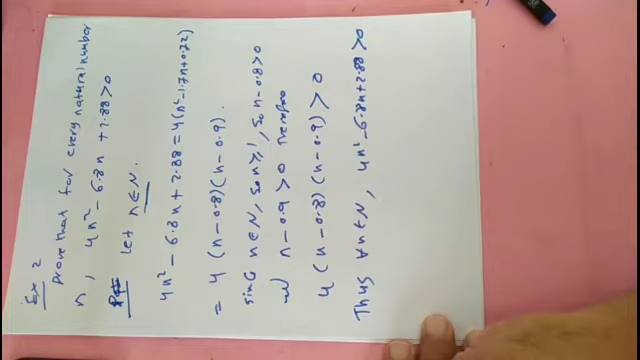 Ex 2
prove that for every natural number
n, 4n² - 6.8n + 2.88 > 0
Pf Let n ∈ N.
4n² - 6.8n + 2.88 = 4(n² - 1.7n + 0.72)
= 4 (n - 0.8)(n - 0.9).
since n ∈ N, so n ≥ 1, so n - 0.8 > 0
n - 0.9 > 0 Therefore
4 (n - 0.8)(n - 0.9) > 0
Thus ∀ n ∈ N, 4n² - 6.8n + 2.88 > 0